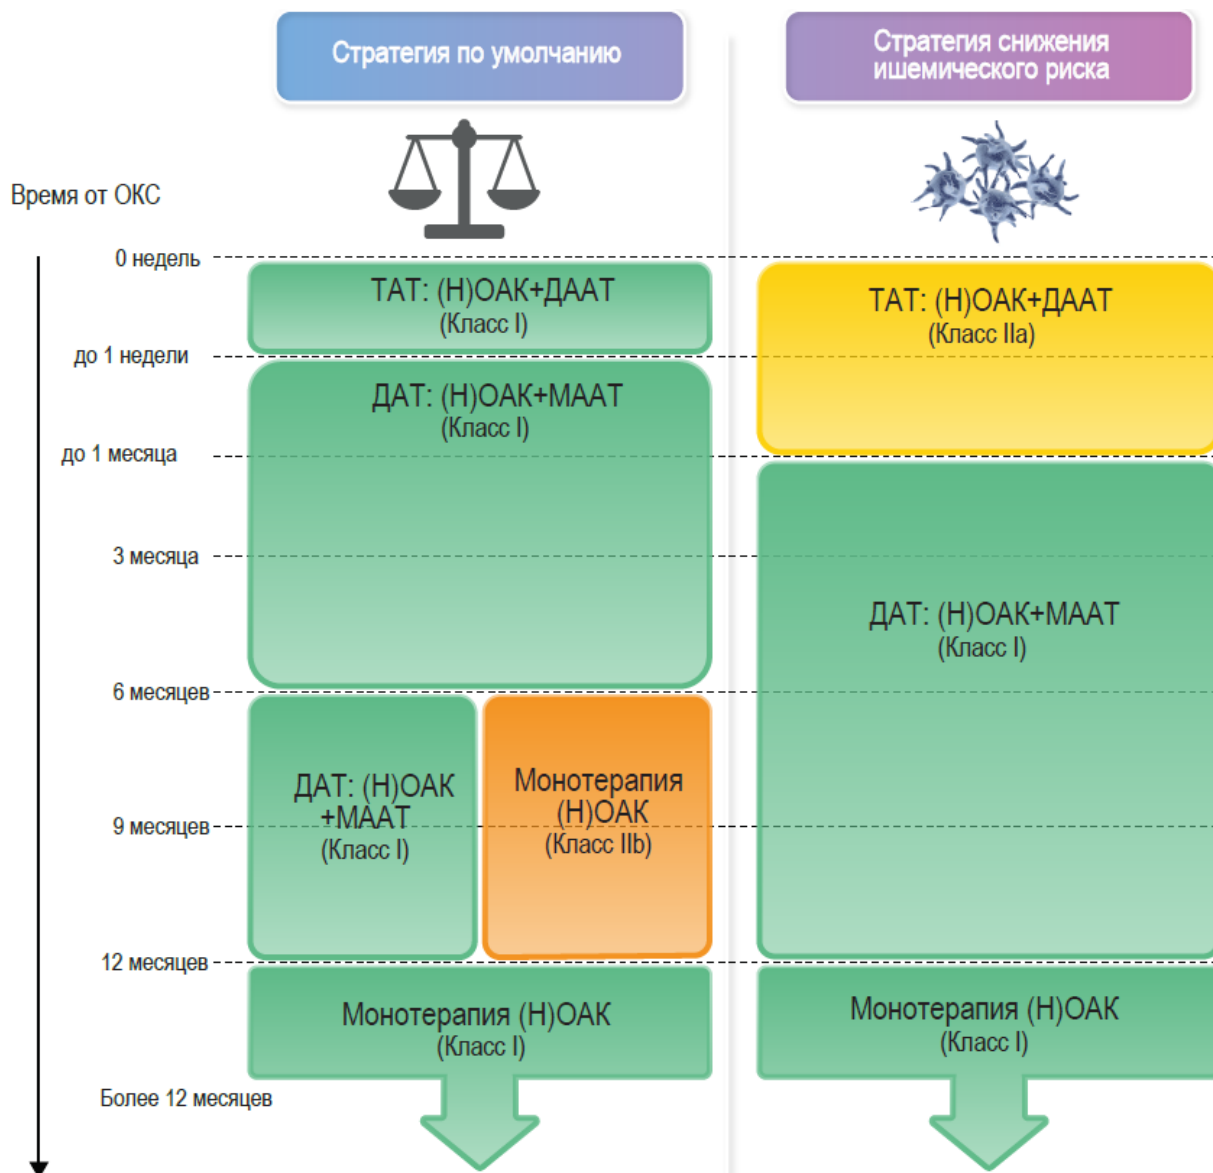 Стратегия по умолчанию
Стратегия снижения
ишемического риска
Время от ОКС
0 недель
ТАТ: (Н)ОАК+ДААТ
(Класс I)
ТАТ: (Н)ОАК+ДААТ
(Класс IIa)
до 1 недели
ДАТ: (Н)ОАК+МААТ
(Класс I)
до 1 месяца
3 месяца
ДАТ: (Н)ОАК+МААТ
(Класс I)
6 месяцев
ДАТ: (Н)ОАК
+МААТ
(Класс I)
Монотерапия
(Н)ОАК
(Класс IIb)
9 месяцев
12 месяцев
Монотерапия (Н)ОАК
(Класс I)
Монотерапия (Н)ОАК
(Класс I)
Более 12 месяцев